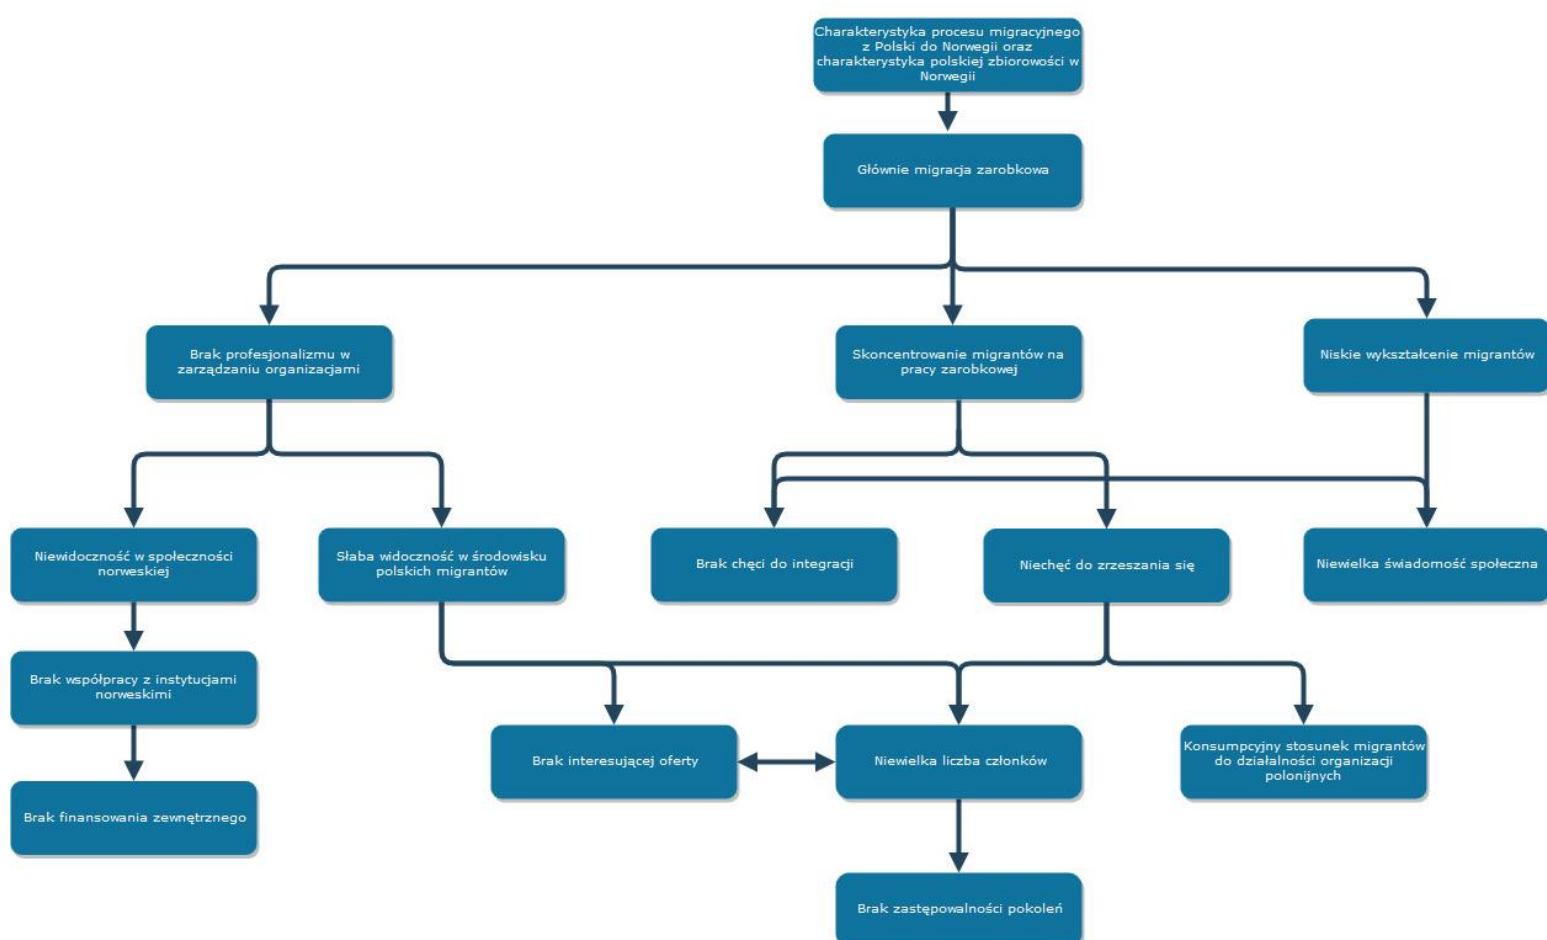 Charakterystyka procesu migracyjnego
z Polski do Norwegii oraz
charakterystyka polskiej zbiorowości w
Norwegii
Głównie migracja zarobkowa
Brak profesjonalizmu w
zarządzaniu organizacjami
Skoncentrowanie migrantów na
pracy zarobkowej
Niskie wykształcenie migrantów
Niewidoczność w społeczności
norweskiej
Słaba widoczność w środowisku
polskich migrantów
Brak chęci do integracji
Niechęć do zrzeszania się
Niewielka świadomość społeczna
Brak współpracy z instytucjami
norweskimi
Brak interesującej oferty
Niewielka liczba członków
Konsumpcyjny stosunek migrantów
do działalności organizacji
polonijnych
Brak finansowania zewnętrznego
Brak zastępowalności pokoleń